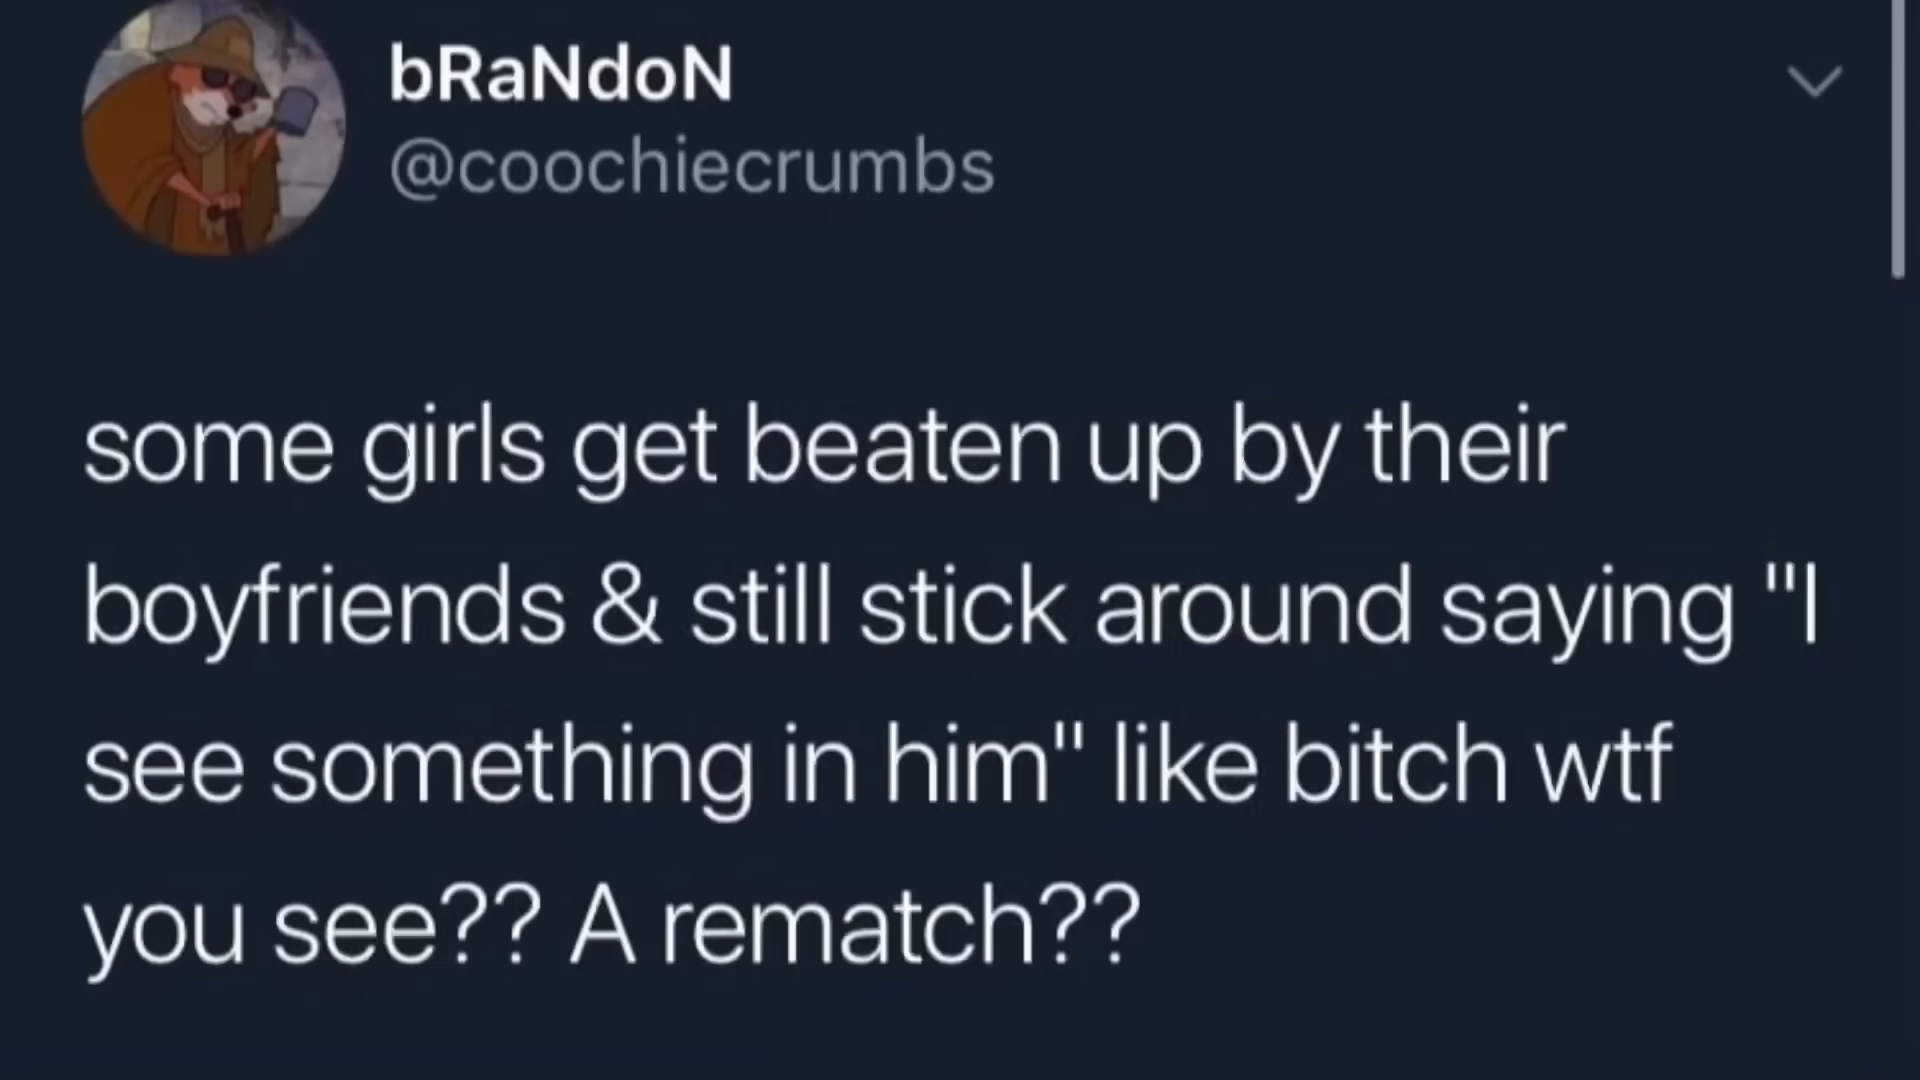 bRaNdoN
@coochiecrumbs
some girls get beaten up by their
boyfriends & still stick around saying "I
see something in him" like bitch wtf
you see?? A rematch??